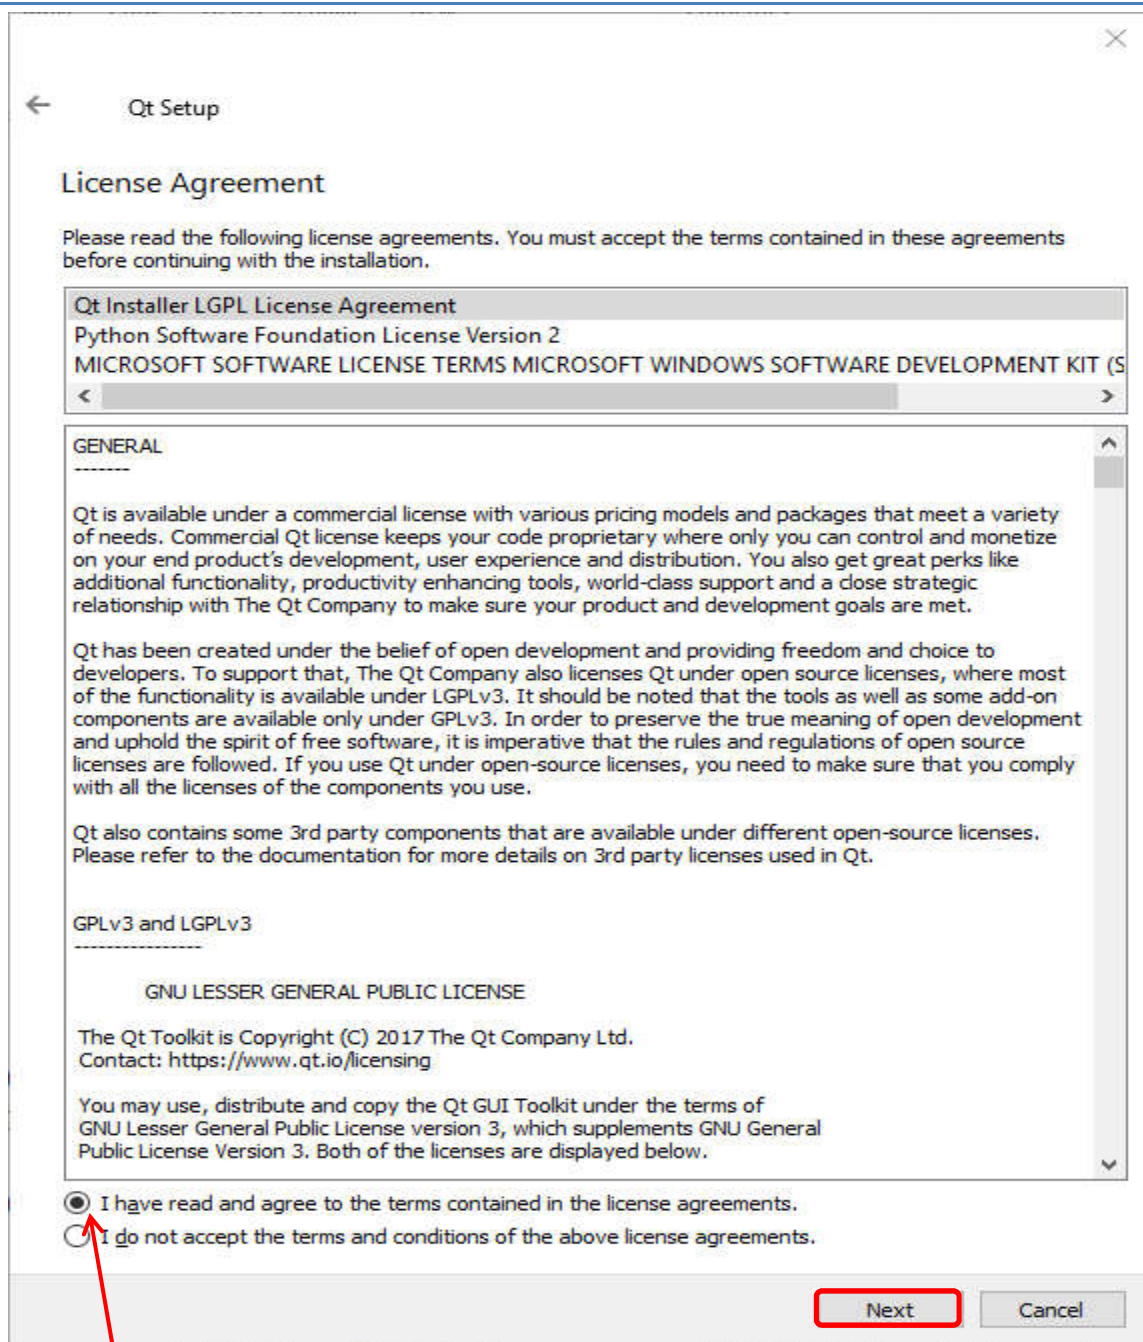 Qt Setup
License Agreement
Please read the following license agreements. You must accept the terms contained in these agreements
before continuing with the installation.
Qt Installer LGPL License Agreement
Python Software Foundation License Version 2
MICROSOFT SOFTWARE LICENSE TERMS MICROSOFT WINDOWS SOFTWARE DEVELOPMENT KIT (S
GENERAL
-------
Qt is available under a commercial license with various pricing models and packages that meet a variety
of needs. Commercial Qt license keeps your code proprietary where only you can control and monetize
on your end product's development, user experience and distribution. You also get great perks like
additional functionality, productivity enhancing tools, world-class support and a close strategic
relationship with The Qt Company to make sure your product and development goals are met.
Qt has been created under the belief of open development and providing freedom and choice to
developers. To support that, The Qt Company also licenses Qt under open source licenses, where most
of the functionality is available under LGPLv3. It should be noted that the tools as well as some add-on
components are available only under GPLv3. In order to preserve the true meaning of open development
and uphold the spirit of free software, it is imperative that the rules and regulations of open source
licenses are followed. If you use Qt under open-source licenses, you need to make sure that you comply
with all the licenses of the components you use.
Qt also contains some 3rd party components that are available under different open-source licenses.
Please refer to the documentation for more details on 3rd party licenses used in Qt.
GPLv3 and LGPLv3
----------------
GNU LESSER GENERAL PUBLIC LICENSE
The Qt Toolkit is Copyright (C) 2017 The Qt Company Ltd.
Contact: https://www.qt.io/licensing
You may use, distribute and copy the Qt GUI Toolkit under the terms of
GNU Lesser General Public License version 3, which supplements GNU General
Public License Version 3. Both of the licenses are displayed below.
I have read and agree to the terms contained in the license agreements.
I do not accept the terms and conditions of the above license agreements.
Next Cancel